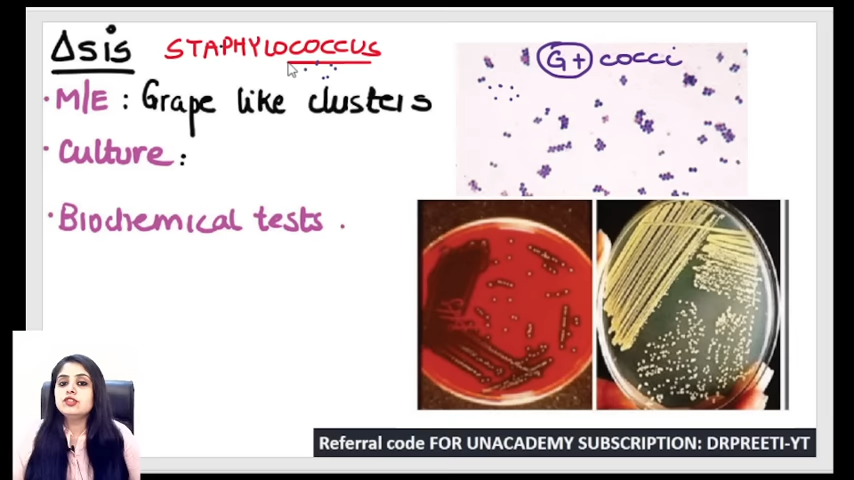 Δsis STAPHYLOCOCCUS
G+ cocci
• M/E : Grape like clusters
• Culture :
• Biochemical tests .
Referral code FOR UNACADEMY SUBSCRIPTION: DRPREETI-YT